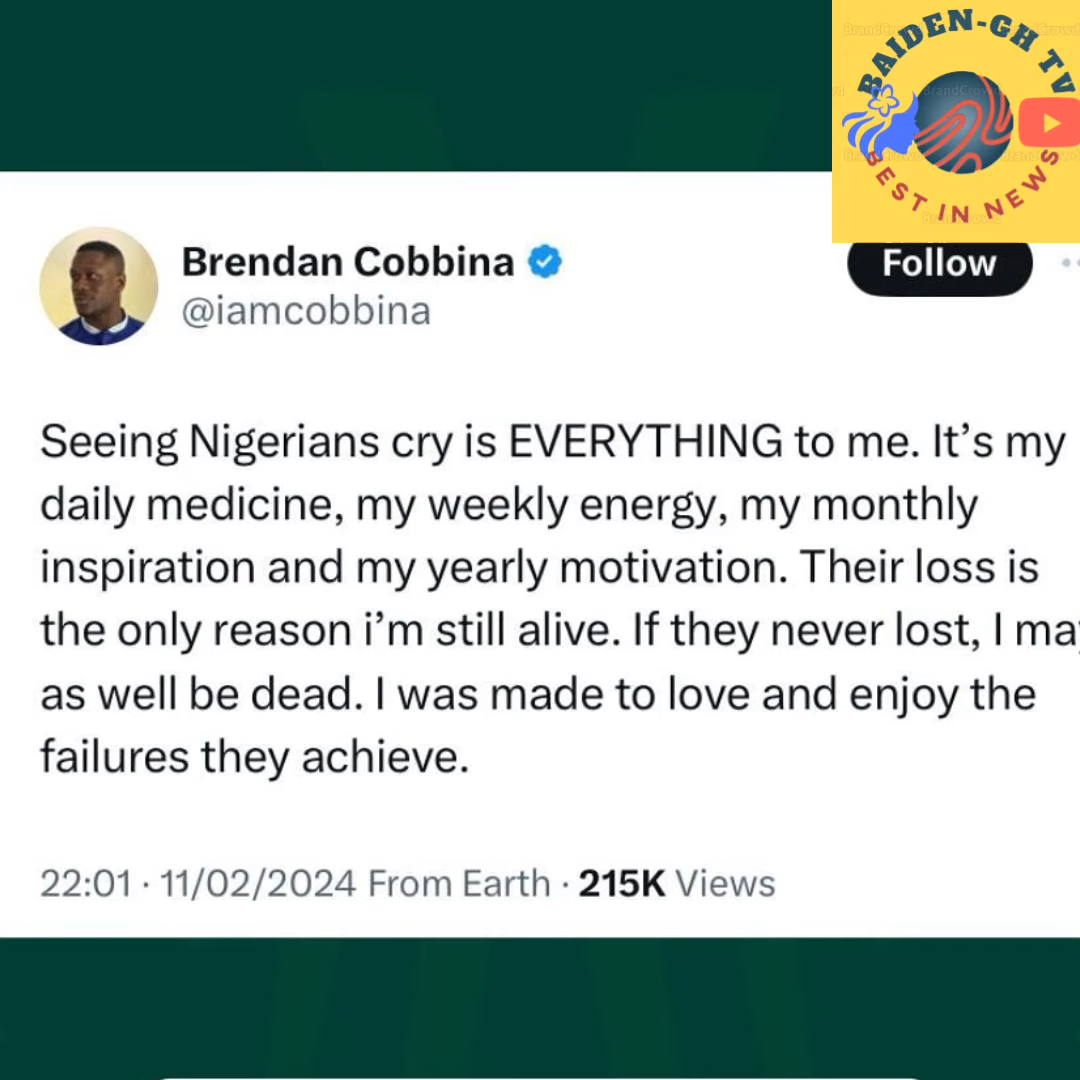 BAIDEN-GH TV
BEST IN NEWS
Brendan Cobbina
Follow
@iamcobbina
Seeing Nigerians cry is EVERYTHING to me. It’s my
daily medicine, my weekly energy, my monthly
inspiration and my yearly motivation. Their loss is
the only reason i’m still alive. If they never lost, I
as well be dead. I was made to love and enjoy the
failures they achieve.
22:01 · 11/02/2024 From Earth · 215K Views